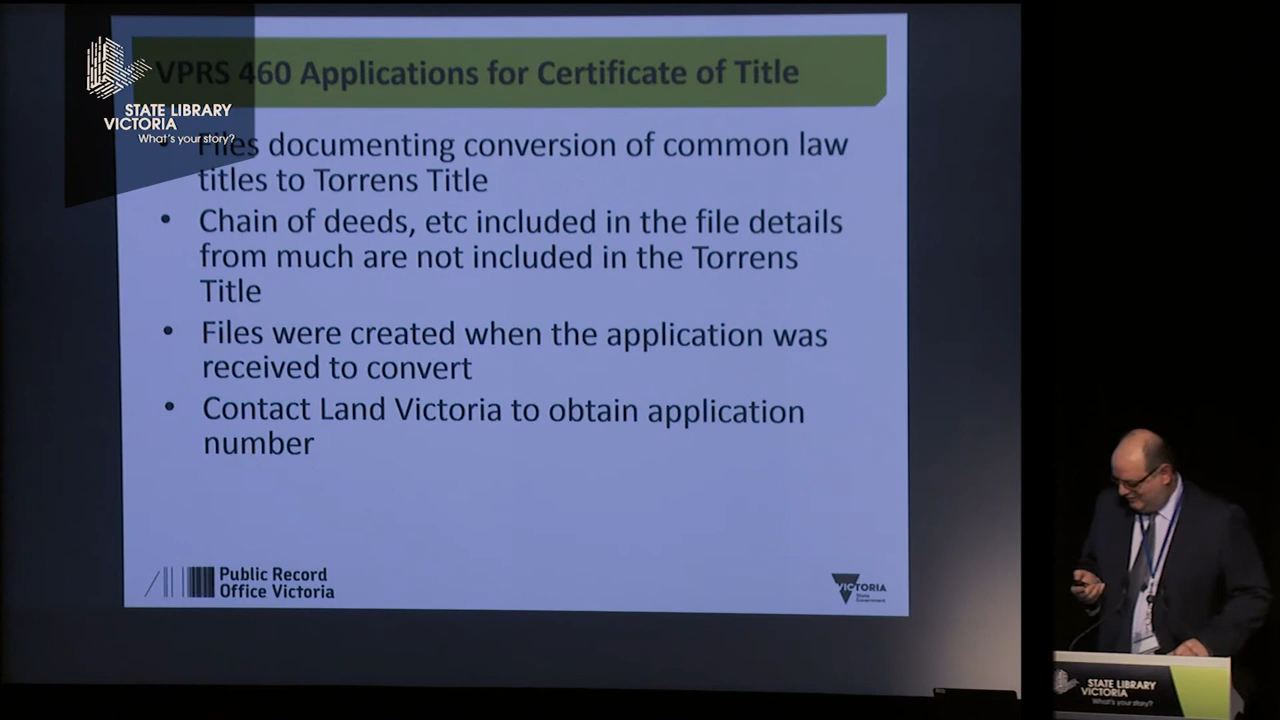 VPRS 460 Applications for Certificate of Title
STATE LIBRARY
VICTORIA
What's your story?
• Files documenting conversion of common law
titles to Torrens Title
• Chain of deeds, etc included in the file details
from much are not included in the Torrens
Title
• Files were created when the application was
received to convert
• Contact Land Victoria to obtain application
number
Public Record
Office Victoria
VICTORIA
State
Government
STATE LIBRARY
VICTORIA
What's your story?